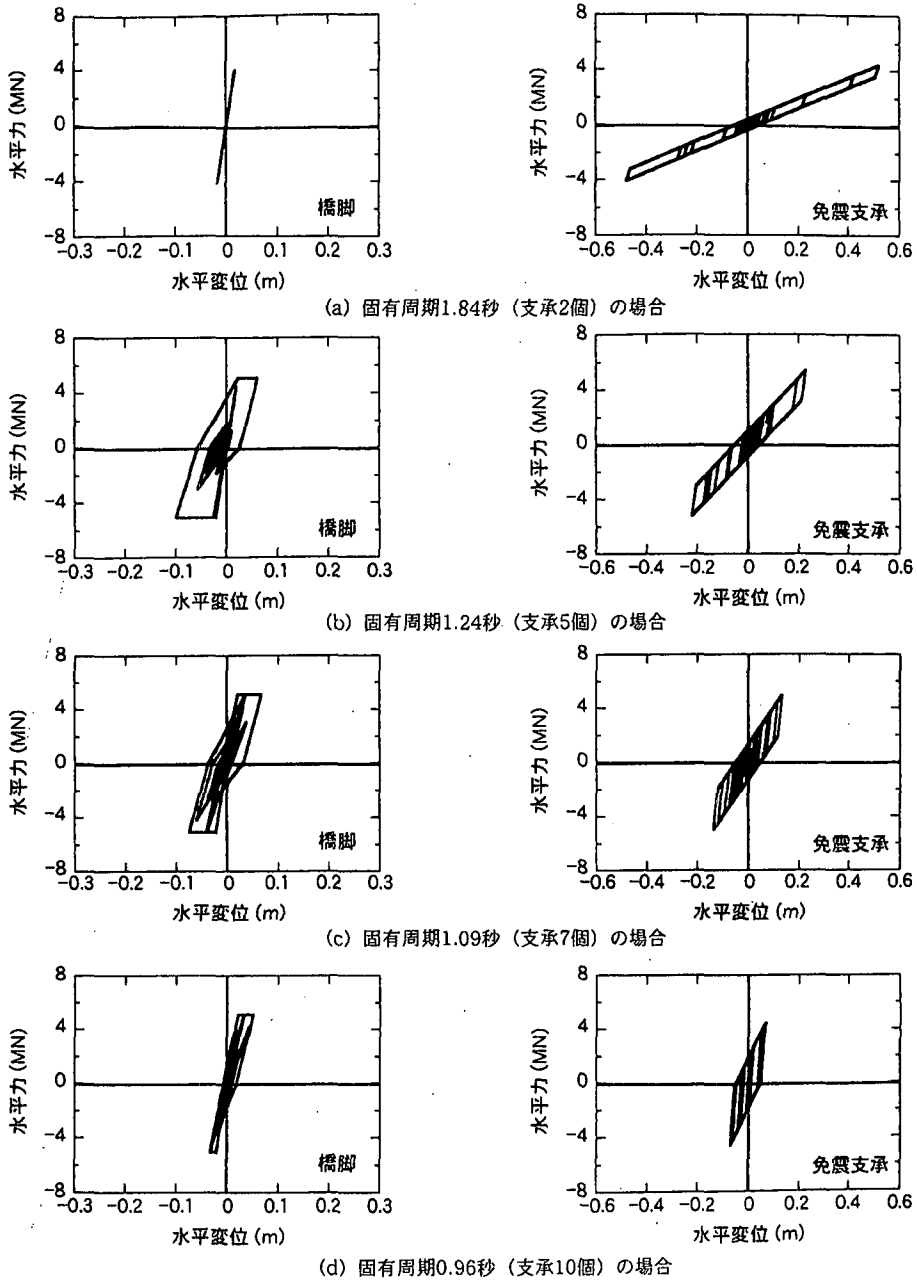 水平力 (MN)
8
4
0
-4
-8
橋脚
-0.3 -0.2 -0.1 0 0.1 0.2 0.3
水平変位 (m)
水平力 (MN)
8
4
0
-4
-8
免震支承
-0.6 -0.4 -0.2 0 0.2 0.4 0.6
水平変位 (m)
(a) 固有周期1.84秒（支承2個）の場合
水平力 (MN)
8
4
0
-4
-8
橋脚
-0.3 -0.2 -0.1 0 0.1 0.2 0.3
水平変位 (m)
水平力 (MN)
8
4
0
-4
-8
免震支承
-0.6 -0.4 -0.2 0 0.2 0.4 0.6
水平変位 (m)
(b) 固有周期1.24秒（支承5個）の場合
水平力 (MN)
8
4
0
-4
-8
橋脚
-0.3 -0.2 -0.1 0 0.1 0.2 0.3
水平変位 (m)
水平力 (MN)
8
4
0
-4
-8
免震支承
-0.6 -0.4 -0.2 0 0.2 0.4 0.6
水平変位 (m)
(c) 固有周期1.09秒（支承7個）の場合
水平力 (MN)
8
4
0
-4
-8
橋脚
-0.3 -0.2 -0.1 0 0.1 0.2 0.3
水平変位 (m)
水平力 (MN)
8
4
0
-4
-8
免震支承
-0.6 -0.4 -0.2 0 0.2 0.4 0.6
水平変位 (m)
(d) 固有周期0.96秒（支承10個）の場合